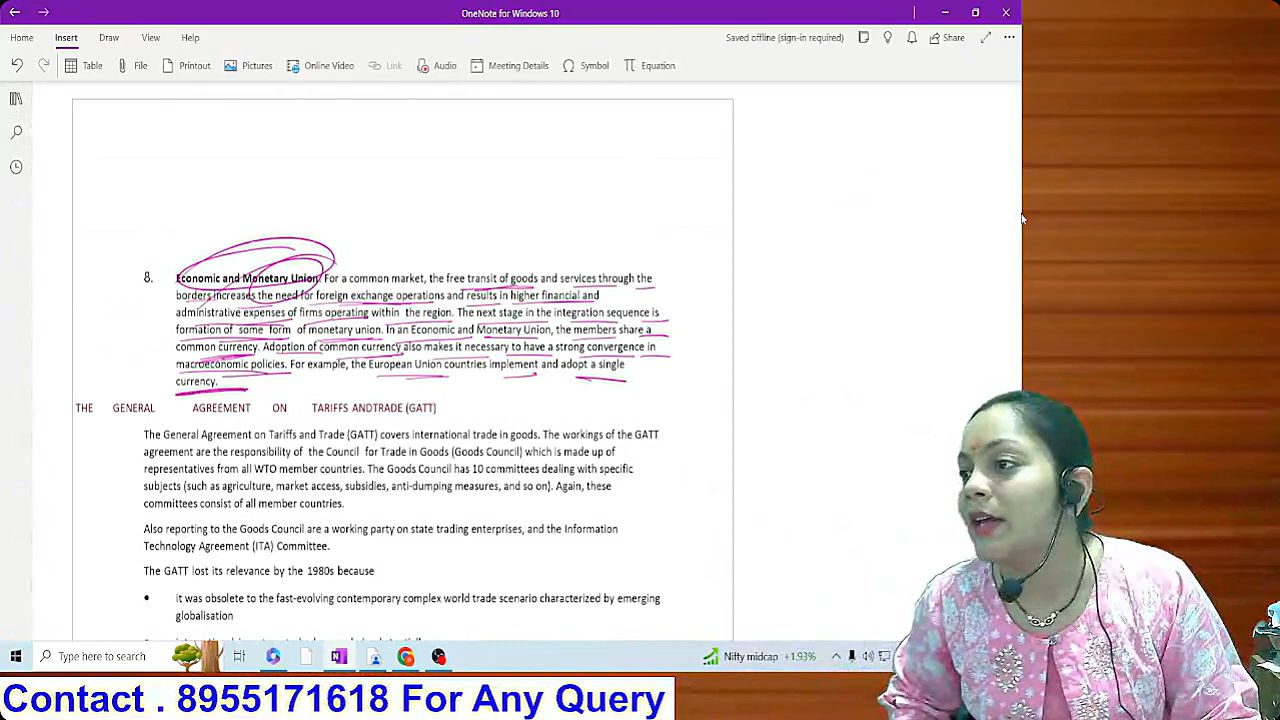 OneNote for Windows 10
Home Insert Draw View Help
Saved offline (sign-in required) Share
Table File Printout Pictures Online Video Link Audio Meeting Details Symbol Equation
8. Economic and Monetary Union: For a common market, the free transit of goods and services through the
borders increases the need for foreign exchange operations and results in higher financial and
administrative expenses of firms operating within the region. The next stage in the integration sequence is
formation of some form of monetary union. In an Economic and Monetary Union, the members share a
common currency. Adoption of common currency also makes it necessary to have a strong convergence in
macroeconomic policies. For example, the European Union countries implement and adopt a single
currency.
THE GENERAL AGREEMENT ON TARIFFS ANDTRADE (GATT)
The General Agreement on Tariffs and Trade (GATT) covers international trade in goods. The workings of the GATT
agreement are the responsibility of the Council for Trade in Goods (Goods Council) which is made up of
representatives from all WTO member countries. The Goods Council has 10 committees dealing with specific
subjects (such as agriculture, market access, subsidies, anti-dumping measures, and so on). Again, these
committees consist of all member countries.
Also reporting to the Goods Council are a working party on state trading enterprises, and the Information
Technology Agreement (ITA) Committee.
The GATT lost its relevance by the 1980s because
• it was obsolete to the fast-evolving contemporary complex world trade scenario characterized by emerging
globalisation
Type here to search
Nifty midcap +1.93%
Contact . 8955171618 For Any Query